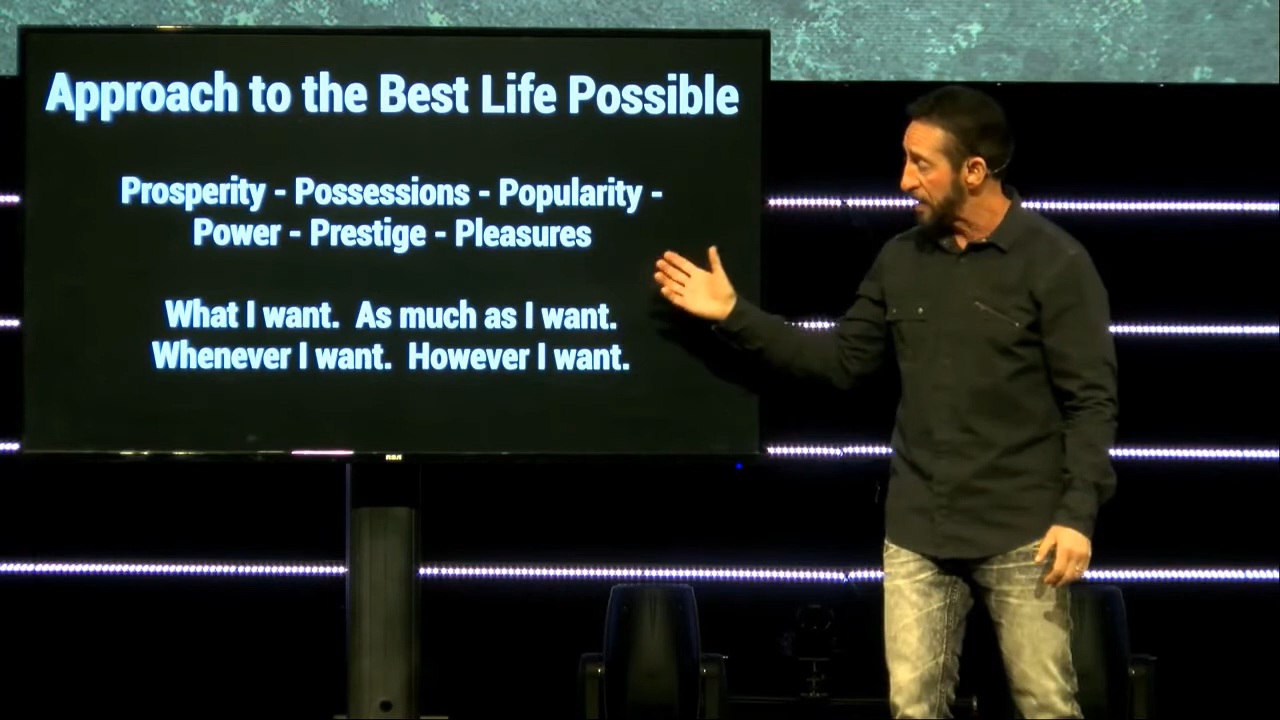 Approach to the Best Life Possible
Prosperity - Possessions - Popularity -
Power - Prestige - Pleasures
What I want.  As much as I want.
Whenever I want.  However I want.
RCA